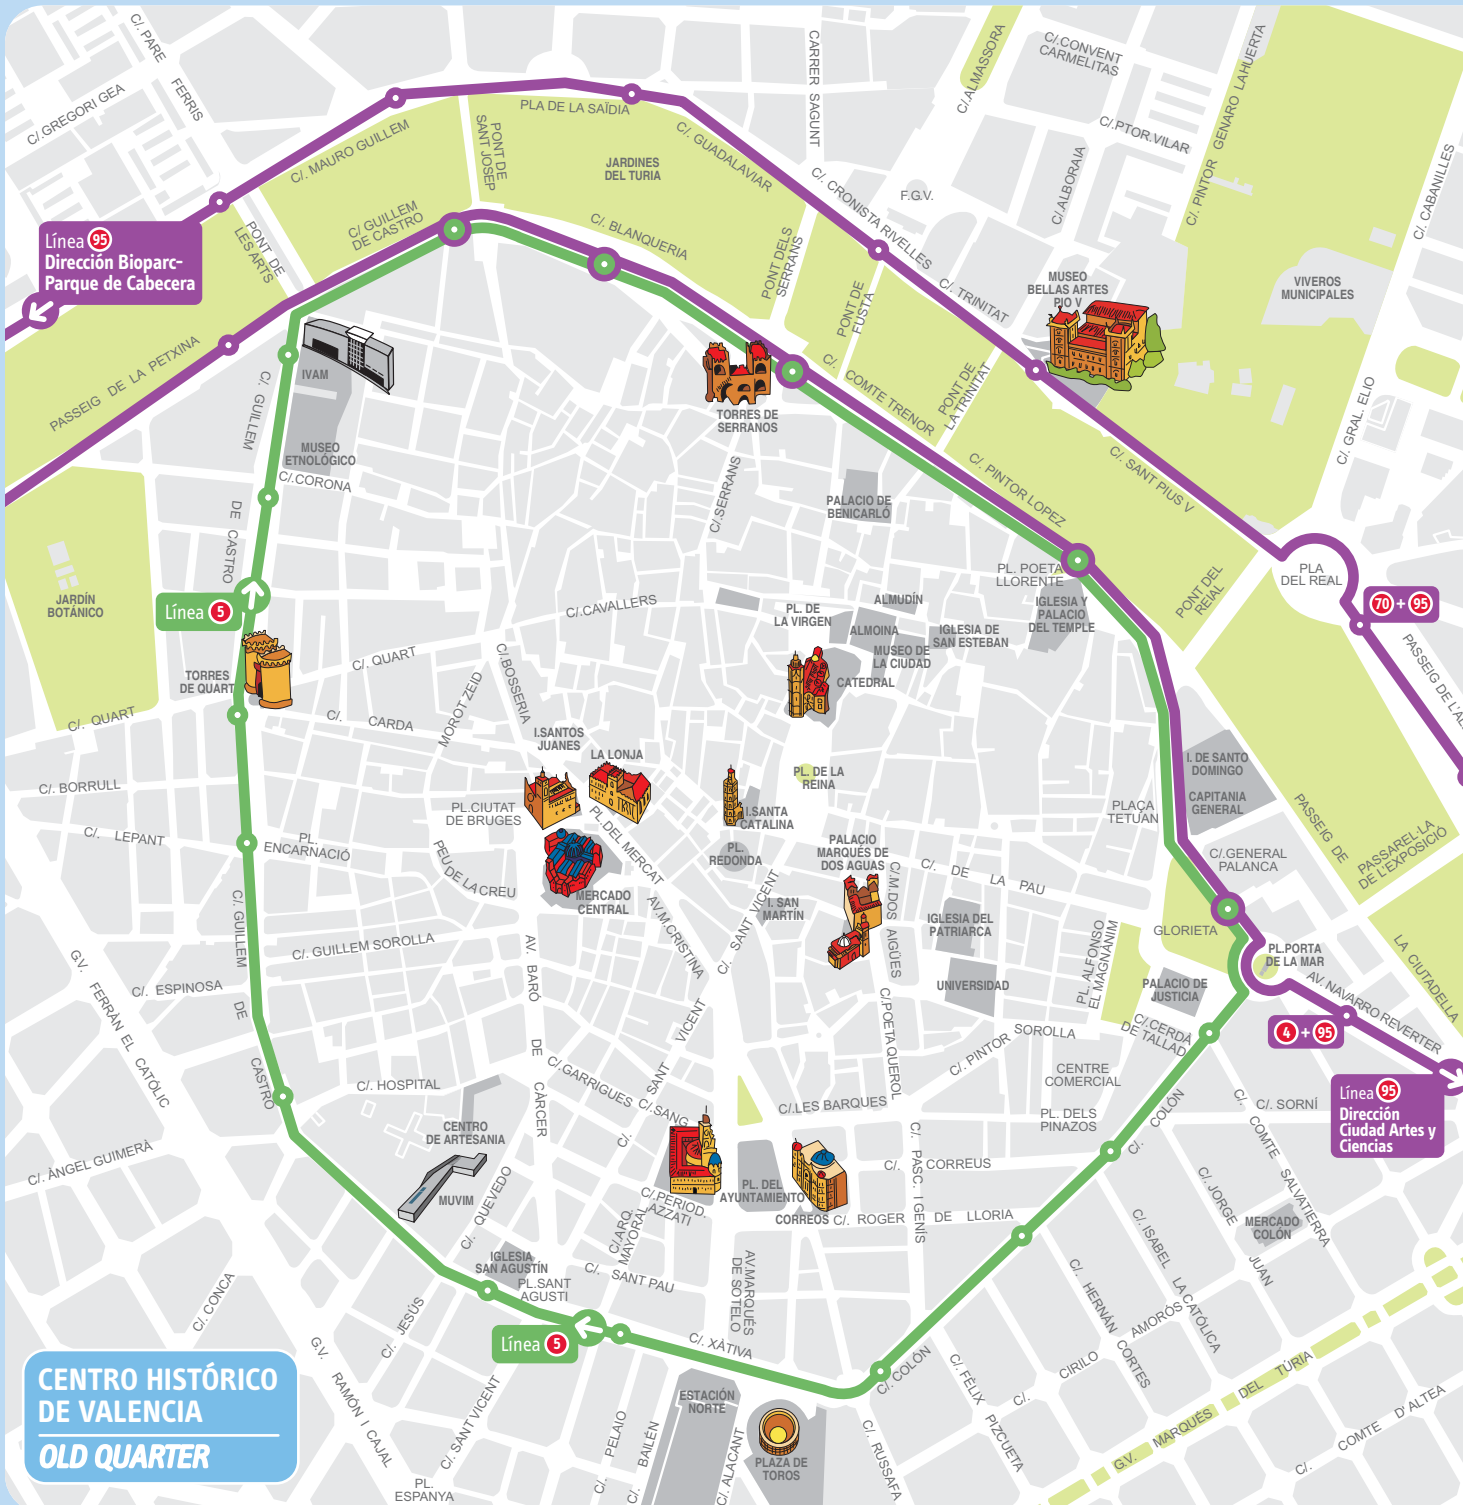 C/. PARE
FERRIS
C/.GREGORI GEA
C/. MAURO GUILLEM
PLA DE LA SAÏDIA
PONT DE
SANT JOSEP
JARDINES
DEL TURIA
C/. GUADALAVIAR
CARRER SAGUNT
C/.ALMASSORA
C/.CONVENT
CARMELITAS
C/.PTOR.VILAR
C/. PINTOR GENARO LAHUERTA
C/.ALBORAIA
C/. CABANILLES
C/. CRONISTA RIVELLES
F.G.V.
C/ GUILLEM
DE CASTRO
C/. BLANQUERIA
PONT DE
LES ARTS
PONT DELS
SERRANS
PONT DE
FUSTA
C/. TRINITAT
MUSEO
BELLAS ARTES
PIO V
VIVEROS
MUNICIPALES
Línea 95
Dirección Bioparc-
Parque de Cabecera
PASSEIG DE LA PETXINA
IVAM
C/. GUILLEM
DE CASTRO
MUSEO
ETNOLÓGICO
C/.CORONA
TORRES DE
SERRANOS
C/. COMTE TRENOR
PONT DE
LA TRINITAT
C/. GRAL. ELIO
C/. SANT PIUS V
C/. PINTOR LOPEZ
C/.SERRANS
PALACIO DE
BENICARLÓ
JARDÍN
BOTÁNICO
Línea 5
PL. POETA
LLORENTE
PLA
DEL REAL
PONT DEL
REIAL
70 + 95
PASSEIG DE L'AL
C/.CAVALLERS
PL. DE
LA VIRGEN
ALMUDÍN
ALMOINA
MUSEO DE
LA CIUDAD
IGLESIA DE
SAN ESTEBAN
IGLESIA Y
PALACIO
DEL TEMPLE
CATEDRAL
TORRES
DE QUART
C/. QUART
C/. QUART
C/. CARDA
MOROT ZEID
C/.BOSSERIA
I.SANTOS
JUANES
LA LONJA
PL. DE LA
REINA
I. DE SANTO
DOMINGO
CAPITANIA
GENERAL
PLAÇA
TETUAN
C/. BORRULL
C/. LEPANT
PL.
ENCARNACIÓ
PL.CIUTAT
DE BRUGES
PL.DEL MERCAT
I.SANTA
CATALINA
PL.
REDONDA
PALACIO
MARQUÉS DE
DOS AGUAS
C/.M.DOS AIGÜES
C/. DE LA PAU
C/.GENERAL
PALANCA
PASSEIG DE
LA CIUTADELLA
PASSAREL·LA
DE L'EXPOSICIÓ
PEU DE LA CREU
MERCADO
CENTRAL
AV.M.CRISTINA
C/. SANT VICENT
I. SAN
MARTÍN
IGLESIA DEL
PATRIARCA
UNIVERSIDAD
PL. ALFONSO
EL MAGNANIM
GLORIETA
PL.PORTA
DE LA MAR
PALACIO DE
JUSTICIA
AV. NAVARRO REVERTER
4 + 95
C/. GUILLEM
DE
CASTRO
C/. GUILLEM SOROLLA
C/. ESPINOSA
G.V. FERRÀN EL CATÒLIC
AV. BARÓ DE CÀRCER
C/.POETA QUEROL
C/. PINTOR SOROLLA
C/.CERDÀ
DE TALLAD
CENTRE
COMERCIAL
C/. HOSPITAL
C/.GARRIGUES
C/. SANT VICENT
C/.SANG
C/.LES BARQUES
PL. DELS
PINAZOS
C/. COLÓN
Línea 95
Dirección
Ciudad Artes y
Ciencias
C/. SORNÍ
C/. COMTE SALVATIERRA
C/. ÀNGEL GUIMERÀ
CENTRO
DE ARTESANIA
MUVIM
C/. QUEVEDO
PL. DEL
AYUNTAMIENTO
CORREOS
C/. CORREUS
C/. PASC. I GENÍS
C/. ROGER DE LLORIA
C/. JORGE JUAN
MERCADO
COLÓN
C/.PERIOD.
AZZATI
C/.ARQ.
MAYORAL
C/. SANT PAU
IGLESIA
SAN AGUSTÍN
PL.SANT
AGUSTI
AV.MARQUÉS
DE SOTELO
C/. ISABEL LA CATÓLICA
C/. HERNÁN CORTES
C/. CIRILO AMORÓS
C/. CONCA
C/. JESÚS
G.V. RAMÓN I CAJAL
Línea 5
C/. XÀTIVA
C/. COLÓN
C/. FÈLIX PIZCUETA
C/. RUSSAFA
G.V. MARQUÉS DEL TÚRIA
C/. COMTE D'ALTEA
C/. SANT VICENT
C/. PELAIO
C/. BAILÉN
C/. ALACANT
ESTACIÓN
NORTE
PLAZA DE
TOROS
PL.
ESPANYA
CENTRO HISTÓRICO
DE VALENCIA
OLD QUARTER